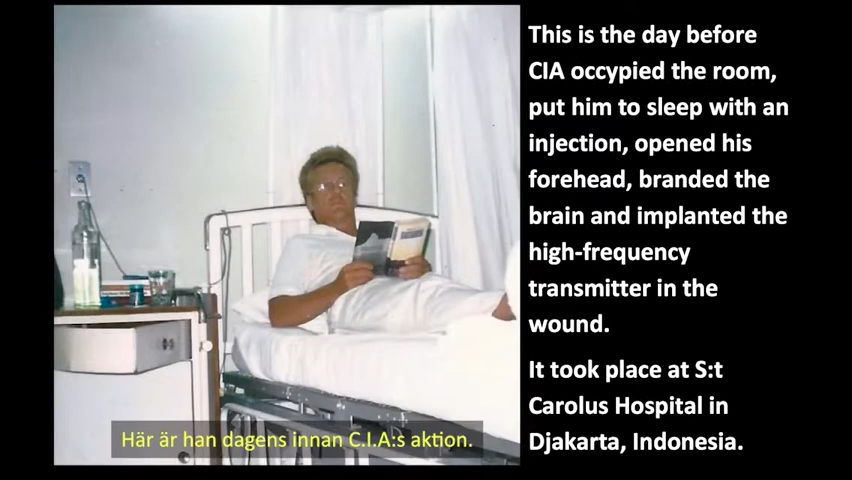 This is the day before
CIA occypied the room,
put him to sleep with an
injection, opened his
forehead, branded the
brain and implanted the
high-frequency
transmitter in the
wound.
It took place at S:t
Carolus Hospital in
Djakarta, Indonesia.
Här är han dagens innan C.I.A:s aktion.